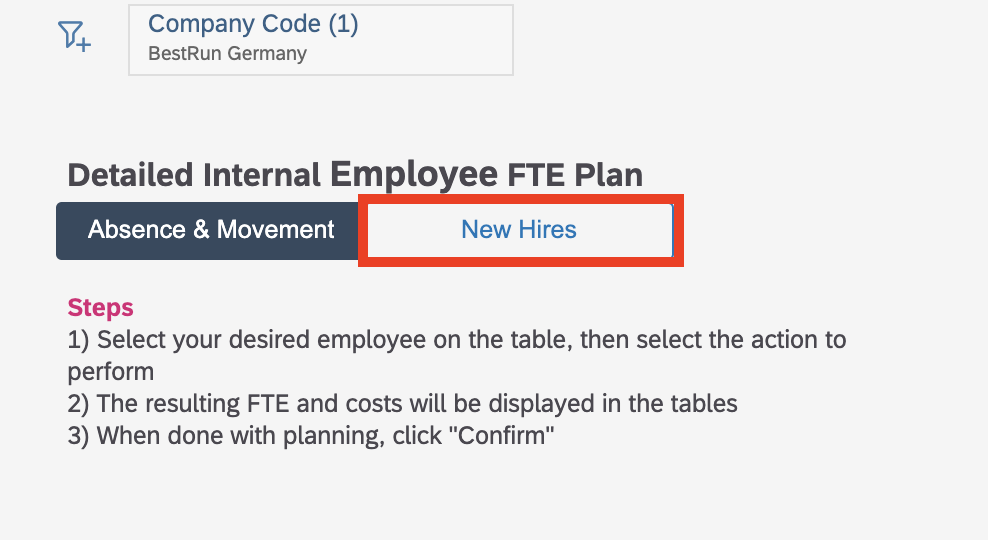 Company Code (1)
BestRun Germany
Detailed Internal Employee FTE Plan
Absence & Movement
New Hires
Steps
1) Select your desired employee on the table, then select the action to
perform
2) The resulting FTE and costs will be displayed in the tables
3) When done with planning, click "Confirm"